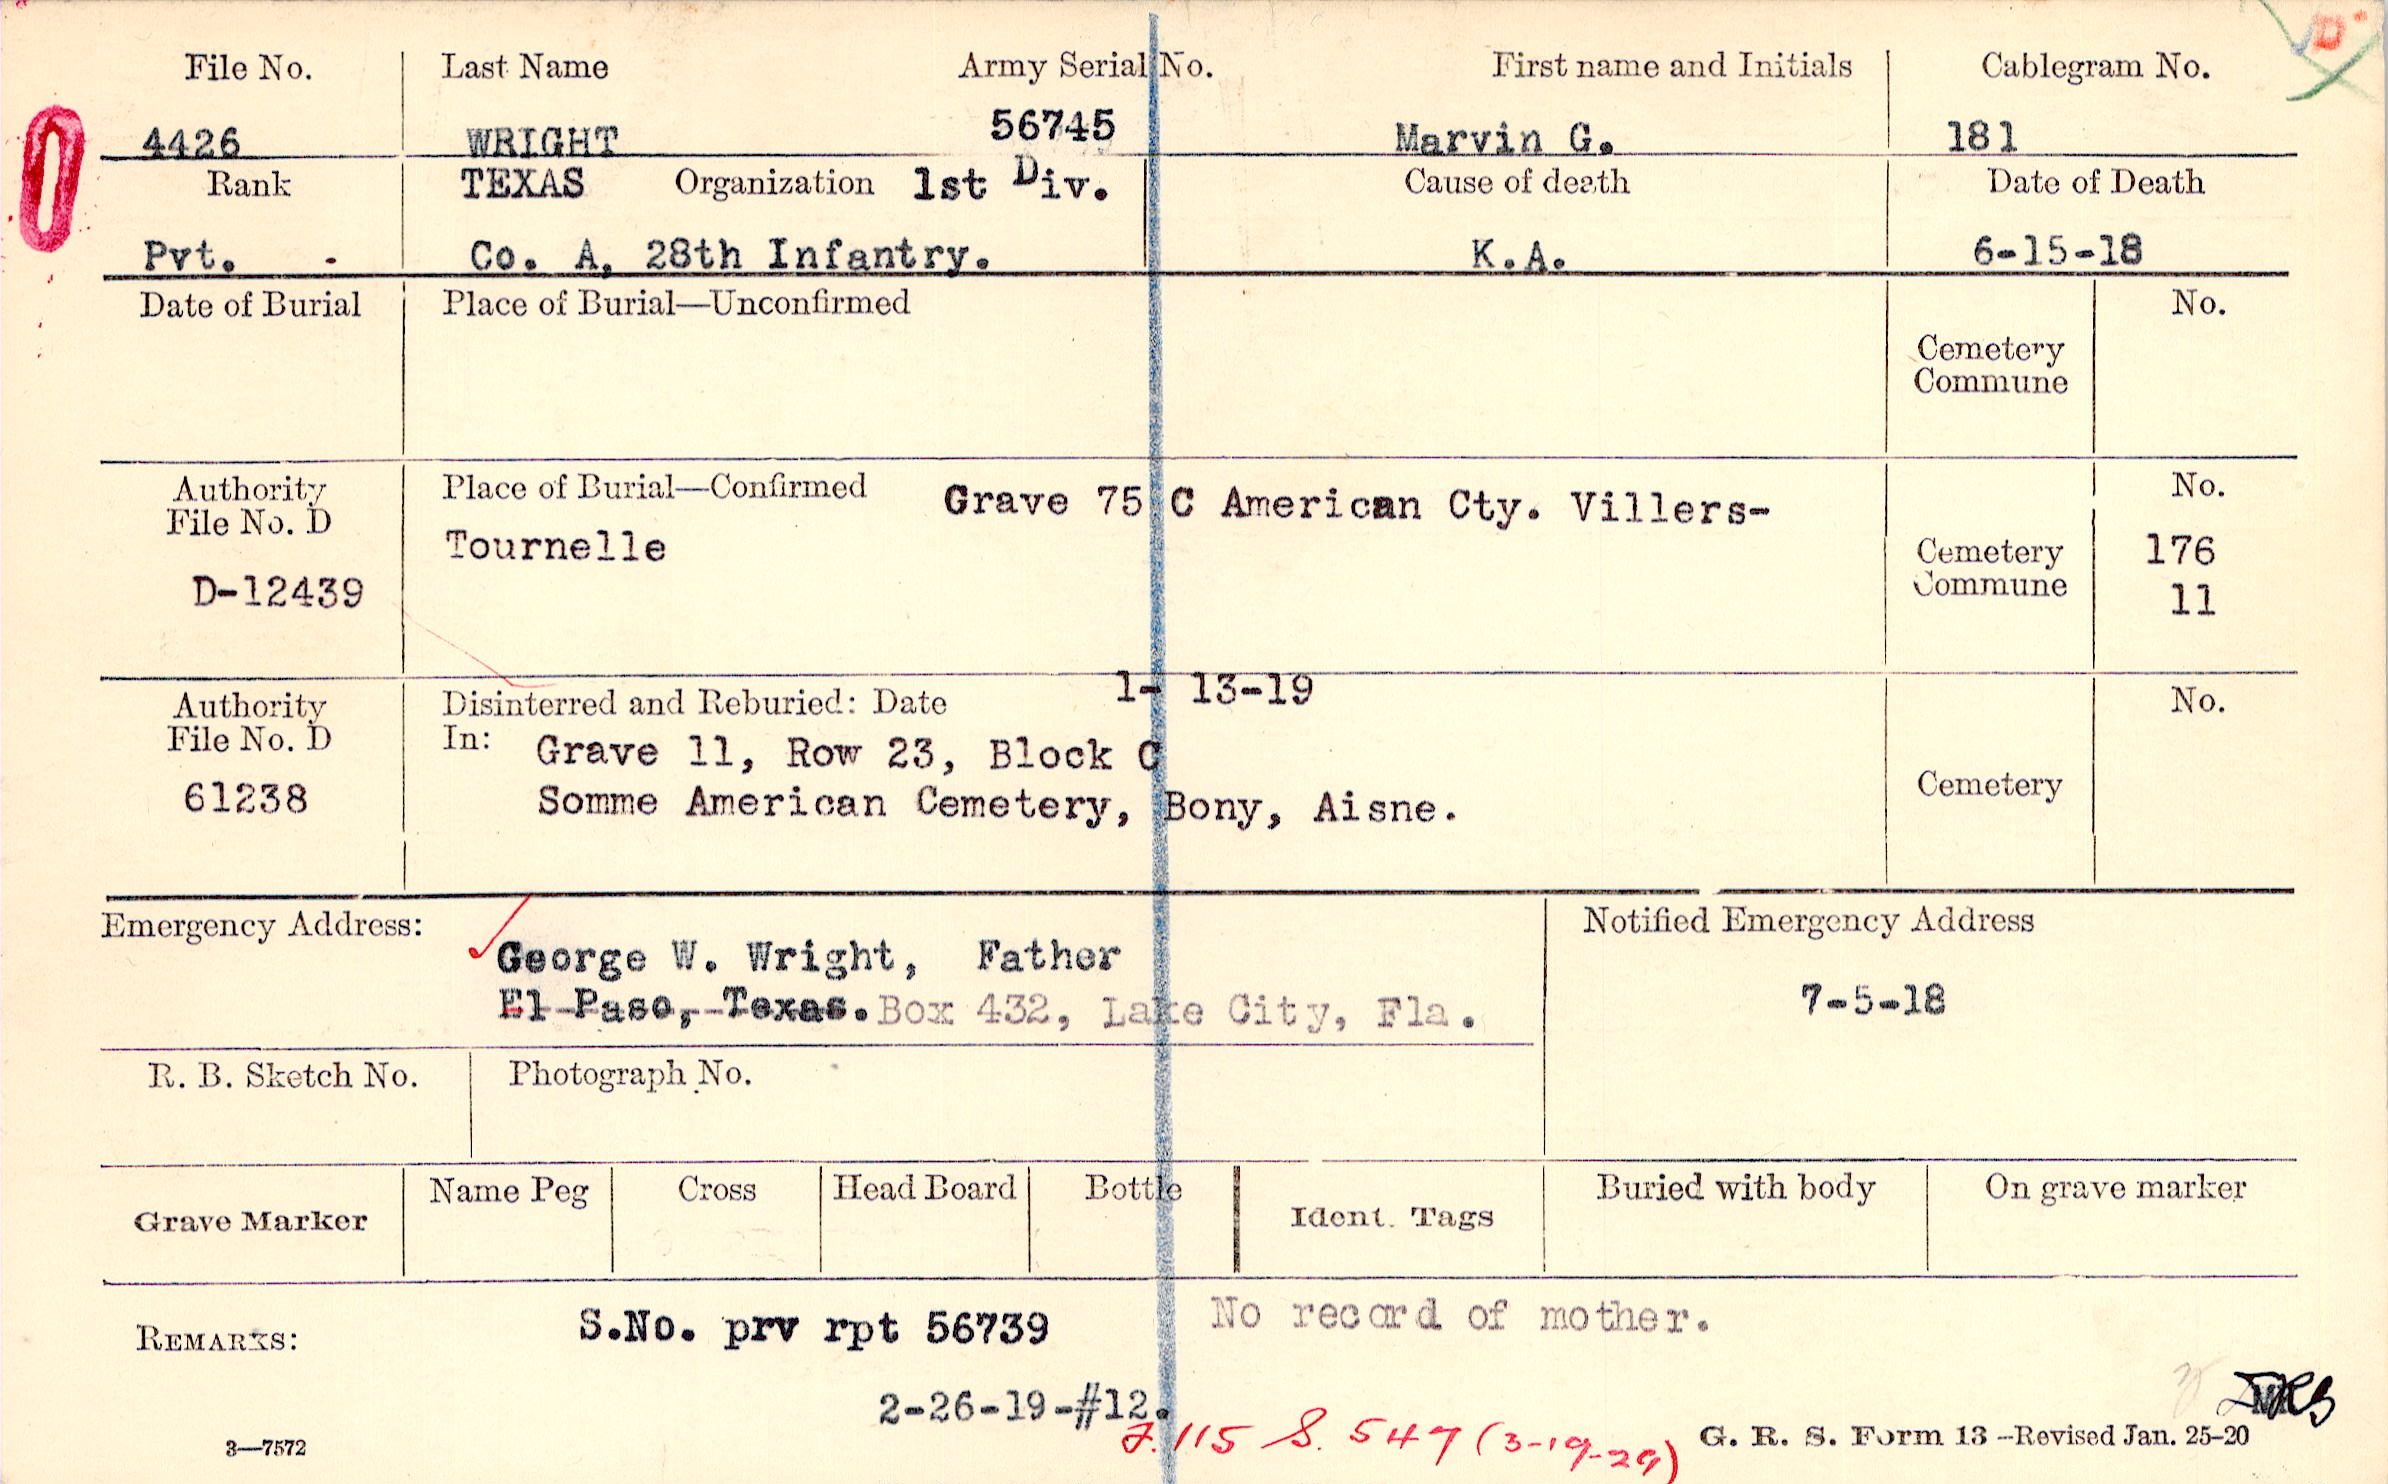 D
File No. Last Name Army Serial No. First name and Initials Cablegram No.
4426 WRIGHT 56745 Marvin G. 181
Rank TEXAS Organization 1st Div. Cause of death Date of Death
Pvt. Co. A, 28th Infantry. K.A. 6-15-18
Date of Burial Place of Burial—Unconfirmed No.
Cemetery
Commune
Authority Place of Burial—Confirmed Grave 75 C American Cty. Villers- No.
File No. D Tournelle Cemetery 176
D-12439 Commune 11
Authority Disinterred and Reburied: Date 1- 13-19 No.
File No. D In: Grave 11, Row 23, Block C
61238 Somme American Cemetery, Bony, Aisne. Cemetery
Emergency Address: Notified Emergency Address
George W. Wright, Father
El Paso, Texas. Box 432, Lake City, Fla. 7-5-18
R. B. Sketch No. Photograph No.
Grave Marker Name Peg Cross Head Board Bottle Ident. Tags Buried with body On grave marker
REMARKS: S.No. prv rpt 56739 No record of mother.
2-26-19-#12.
115 S. 547 (3-19-29)
3—7572 G. R. S. Form 13 —Revised Jan. 25-20